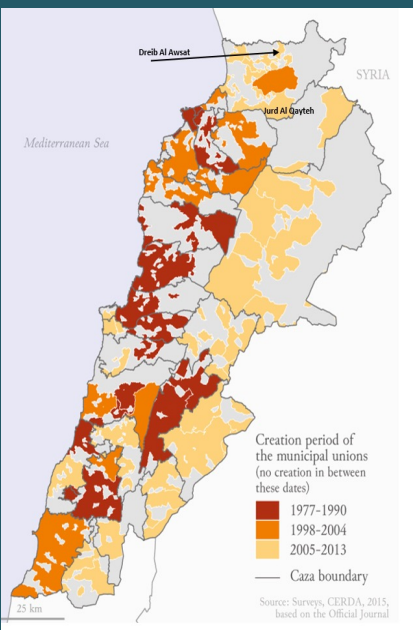 Dreib Al Awsat
SYRIA
Jurd Al Qayteh
Mediterranean Sea
Creation period of
the municipal unions
(no creation in between
these dates)
1977-1990
1998-2004
2005-2013
Caza boundary
25 km
Source: Surveys, CERDA, 2015,
based on the Official Journal